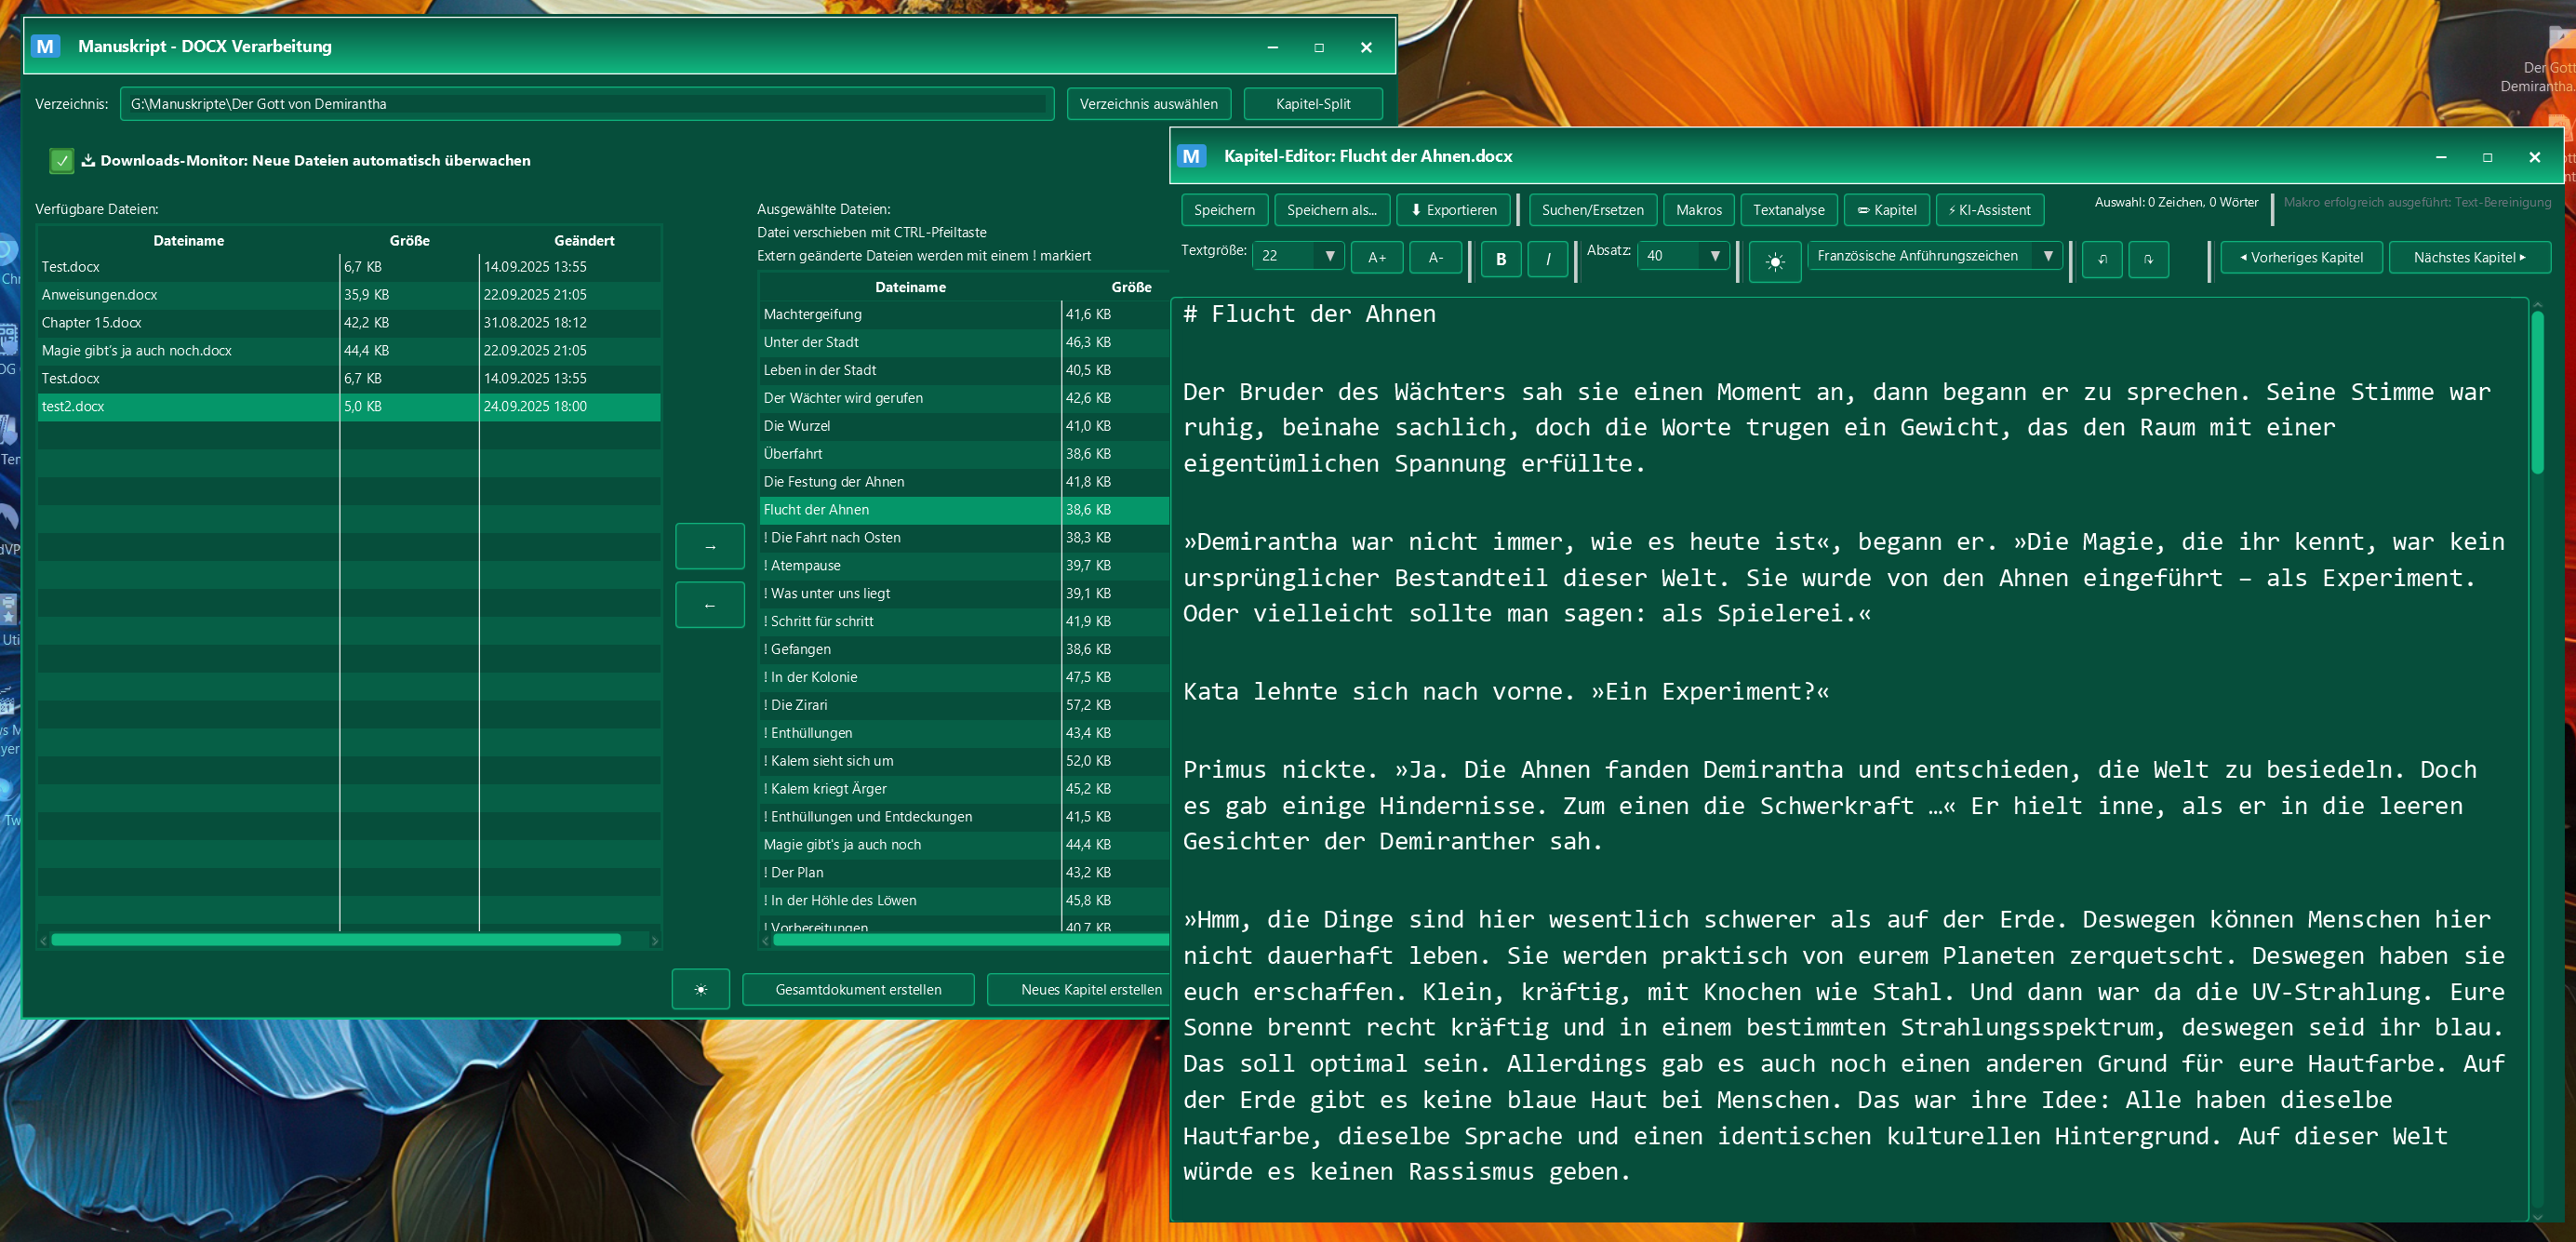 M Manuskript - DOCX Verarbeitung
Verzeichnis: G:\Manuskripte\Der Gott von Demirantha Verzeichnis auswählen Kapitel-Split
Downloads-Monitor: Neue Dateien automatisch überwachen
Verfügbare Dateien:
Dateiname Größe Geändert
Test.docx 6,7 KB 14.09.2025 13:55
Anweisungen.docx 35,9 KB 22.09.2025 21:05
Chapter 15.docx 42,2 KB 31.08.2025 18:12
Magie gibt's ja auch noch.docx 44,4 KB 22.09.2025 21:05
Test.docx 6,7 KB 14.09.2025 13:55
test2.docx 5,0 KB 24.09.2025 18:00
→
←
Ausgewählte Dateien:
Datei verschieben mit CTRL-Pfeiltaste
Extern geänderte Dateien werden mit einem ! markiert
Dateiname Größe
Machtergeifung 41,6 KB
Unter der Stadt 46,3 KB
Leben in der Stadt 40,5 KB
Der Wächter wird gerufen 42,6 KB
Die Wurzel 41,0 KB
Überfahrt 38,6 KB
Die Festung der Ahnen 41,8 KB
Flucht der Ahnen 38,6 KB
! Die Fahrt nach Osten 38,3 KB
! Atempause 39,7 KB
! Was unter uns liegt 39,1 KB
! Schritt für schritt 41,9 KB
! Gefangen 38,6 KB
! In der Kolonie 47,5 KB
! Die Zirari 57,2 KB
! Enthüllungen 43,4 KB
! Kalem sieht sich um 52,0 KB
! Kalem kriegt Ärger 45,2 KB
! Enthüllungen und Entdeckungen 41,5 KB
Magie gibt's ja auch noch 44,4 KB
! Der Plan 43,2 KB
! In der Höhle des Löwen 45,8 KB
! Vorbereitungen 40,7 KB
Gesamtdokument erstellen Neues Kapitel erstellen
M Kapitel-Editor: Flucht der Ahnen.docx
Speichern Speichern als... Exportieren Suchen/Ersetzen Makros Textanalyse Kapitel KI-Assistent Auswahl: 0 Zeichen, 0 Wörter Makro erfolgreich ausgeführt: Text-Bereinigung
Textgröße: 22 A+ A- B I Absatz: 40 Französische Anführungszeichen Vorheriges Kapitel Nächstes Kapitel
# Flucht der Ahnen
Der Bruder des Wächters sah sie einen Moment an, dann begann er zu sprechen. Seine Stimme war
ruhig, beinahe sachlich, doch die Worte trugen ein Gewicht, das den Raum mit einer
eigentümlichen Spannung erfüllte.
»Demirantha war nicht immer, wie es heute ist«, begann er. »Die Magie, die ihr kennt, war kein
ursprünglicher Bestandteil dieser Welt. Sie wurde von den Ahnen eingeführt – als Experiment.
Oder vielleicht sollte man sagen: als Spielerei.«
Kata lehnte sich nach vorne. »Ein Experiment?«
Primus nickte. »Ja. Die Ahnen fanden Demirantha und entschieden, die Welt zu besiedeln. Doch
es gab einige Hindernisse. Zum einen die Schwerkraft …« Er hielt inne, als er in die leeren
Gesichter der Demiranther sah.
»Hmm, die Dinge sind hier wesentlich schwerer als auf der Erde. Deswegen können Menschen hier
nicht dauerhaft leben. Sie werden praktisch von eurem Planeten zerquetscht. Deswegen haben sie
euch erschaffen. Klein, kräftig, mit Knochen wie Stahl. Und dann war da die UV-Strahlung. Eure
Sonne brennt recht kräftig und in einem bestimmten Strahlungsspektrum, deswegen seid ihr blau.
Das soll optimal sein. Allerdings gab es auch noch einen anderen Grund für eure Hautfarbe. Auf
der Erde gibt es keine blaue Haut bei Menschen. Das war ihre Idee: Alle haben dieselbe
Hautfarbe, dieselbe Sprache und einen identischen kulturellen Hintergrund. Auf dieser Welt
würde es keinen Rassismus geben.
Der Gott
Demirantha.